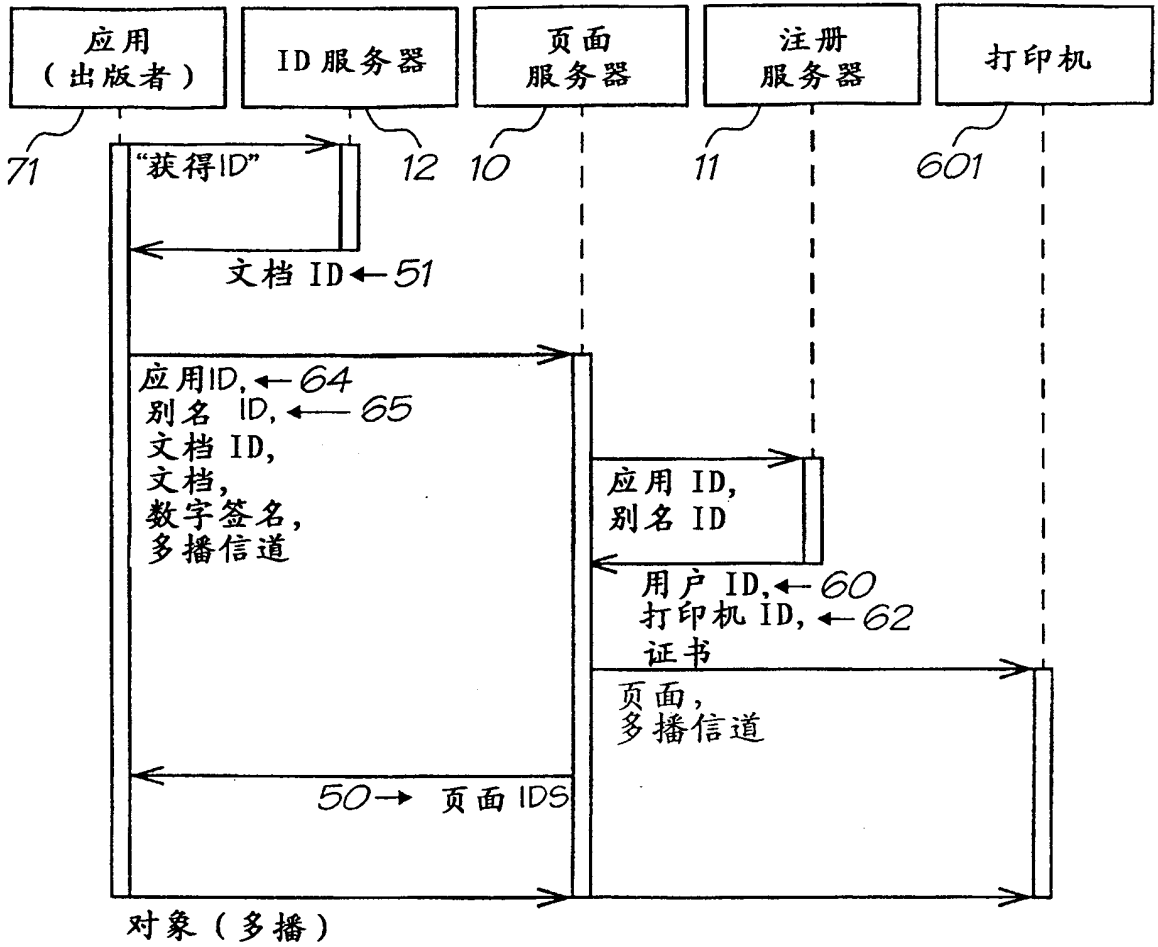 应用
(出版者)
ID服务器
页面
服务器
注册
服务器
打印机
71
12
10
11
601
“获得ID”
文档 ID
51
应用ID,
64
别名 ID,
65
文档 ID,
文档,
数字签名,
多播信道
应用 ID,
别名 ID
用户 ID,
60
打印机 ID,
62
证书
页面,
多播信道
50
页面 IDS
对象(多播)